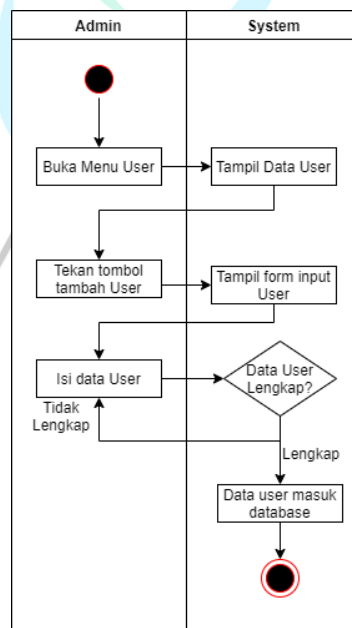 Admin
System
Buka Menu User
Tampil Data User
Tekan tombol
tambah User
Tampil form input
User
Isi data User
Data User
Lengkap?
Tidak
Lengkap
Lengkap
Data user masuk
database